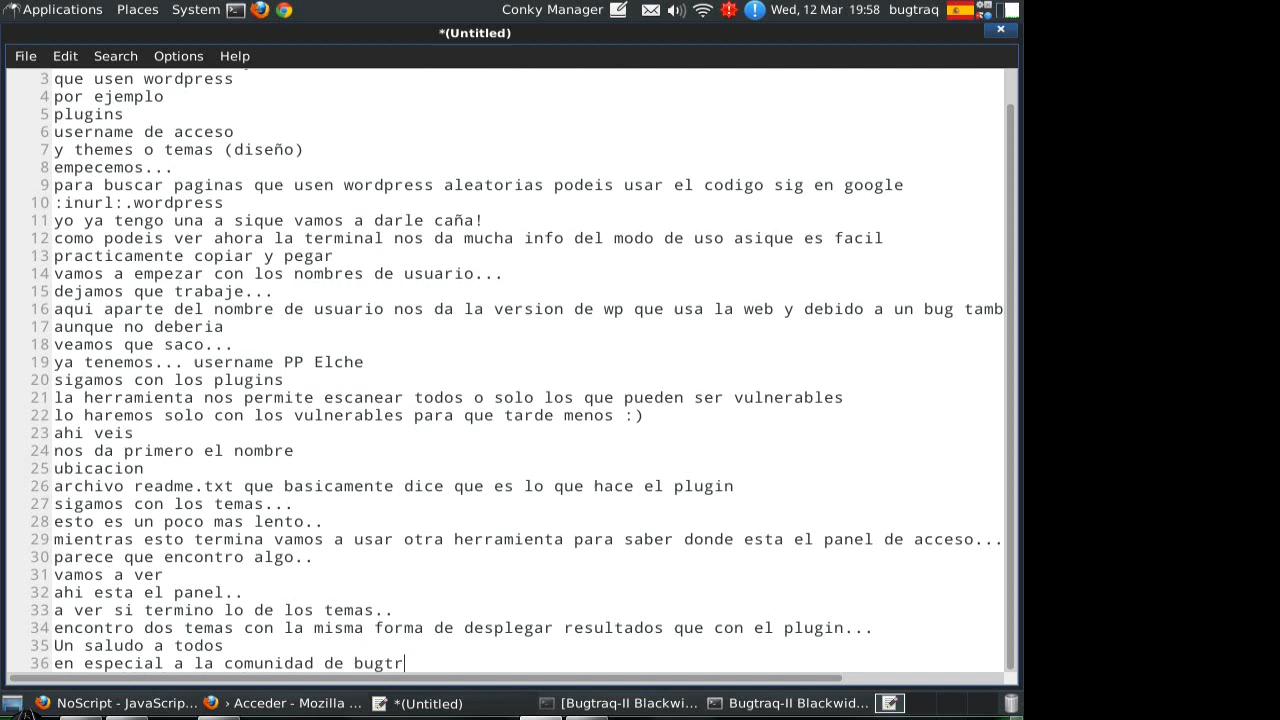 Applications Places System Conky Manager Wed, 12 Mar 19:58 bugtraq
*(Untitled)
File Edit Search Options Help
3 que usen wordpress
4 por ejemplo
5 plugins
6 username de acceso
7 y themes o temas (diseño)
8 empecemos...
9 para buscar paginas que usen wordpress aleatorias podeis usar el codigo sig en google
10 :inurl:.wordpress
11 yo ya tengo una a sique vamos a darle caña!
12 como podeis ver ahora la terminal nos da mucha info del modo de uso asique es facil
13 practicamente copiar y pegar
14 vamos a empezar con los nombres de usuario...
15 dejamos que trabaje...
16 aqui aparte del nombre de usuario nos da la version de wp que usa la web y debido a un bug tamb
17 aunque no deberia
18 veamos que saco...
19 ya tenemos... username PP Elche
20 sigamos con los plugins
21 la herramienta nos permite escanear todos o solo los que pueden ser vulnerables
22 lo haremos solo con los vulnerables para que tarde menos :)
23 ahi veis
24 nos da primero el nombre
25 ubicacion
26 archivo readme.txt que basicamente dice que es lo que hace el plugin
27 sigamos con los temas...
28 esto es un poco mas lento..
29 mientras esto termina vamos a usar otra herramienta para saber donde esta el panel de acceso...
30 parece que encontro algo..
31 vamos a ver
32 ahi esta el panel..
33 a ver si termino lo de los temas..
34 encontro dos temas con la misma forma de desplegar resultados que con el plugin...
35 Un saludo a todos
36 en especial a la comunidad de bugtr
NoScript - JavaScrip... › Acceder - Mozilla ... *(Untitled) [Bugtraq-II Blackwi... Bugtraq-II Blackwid...